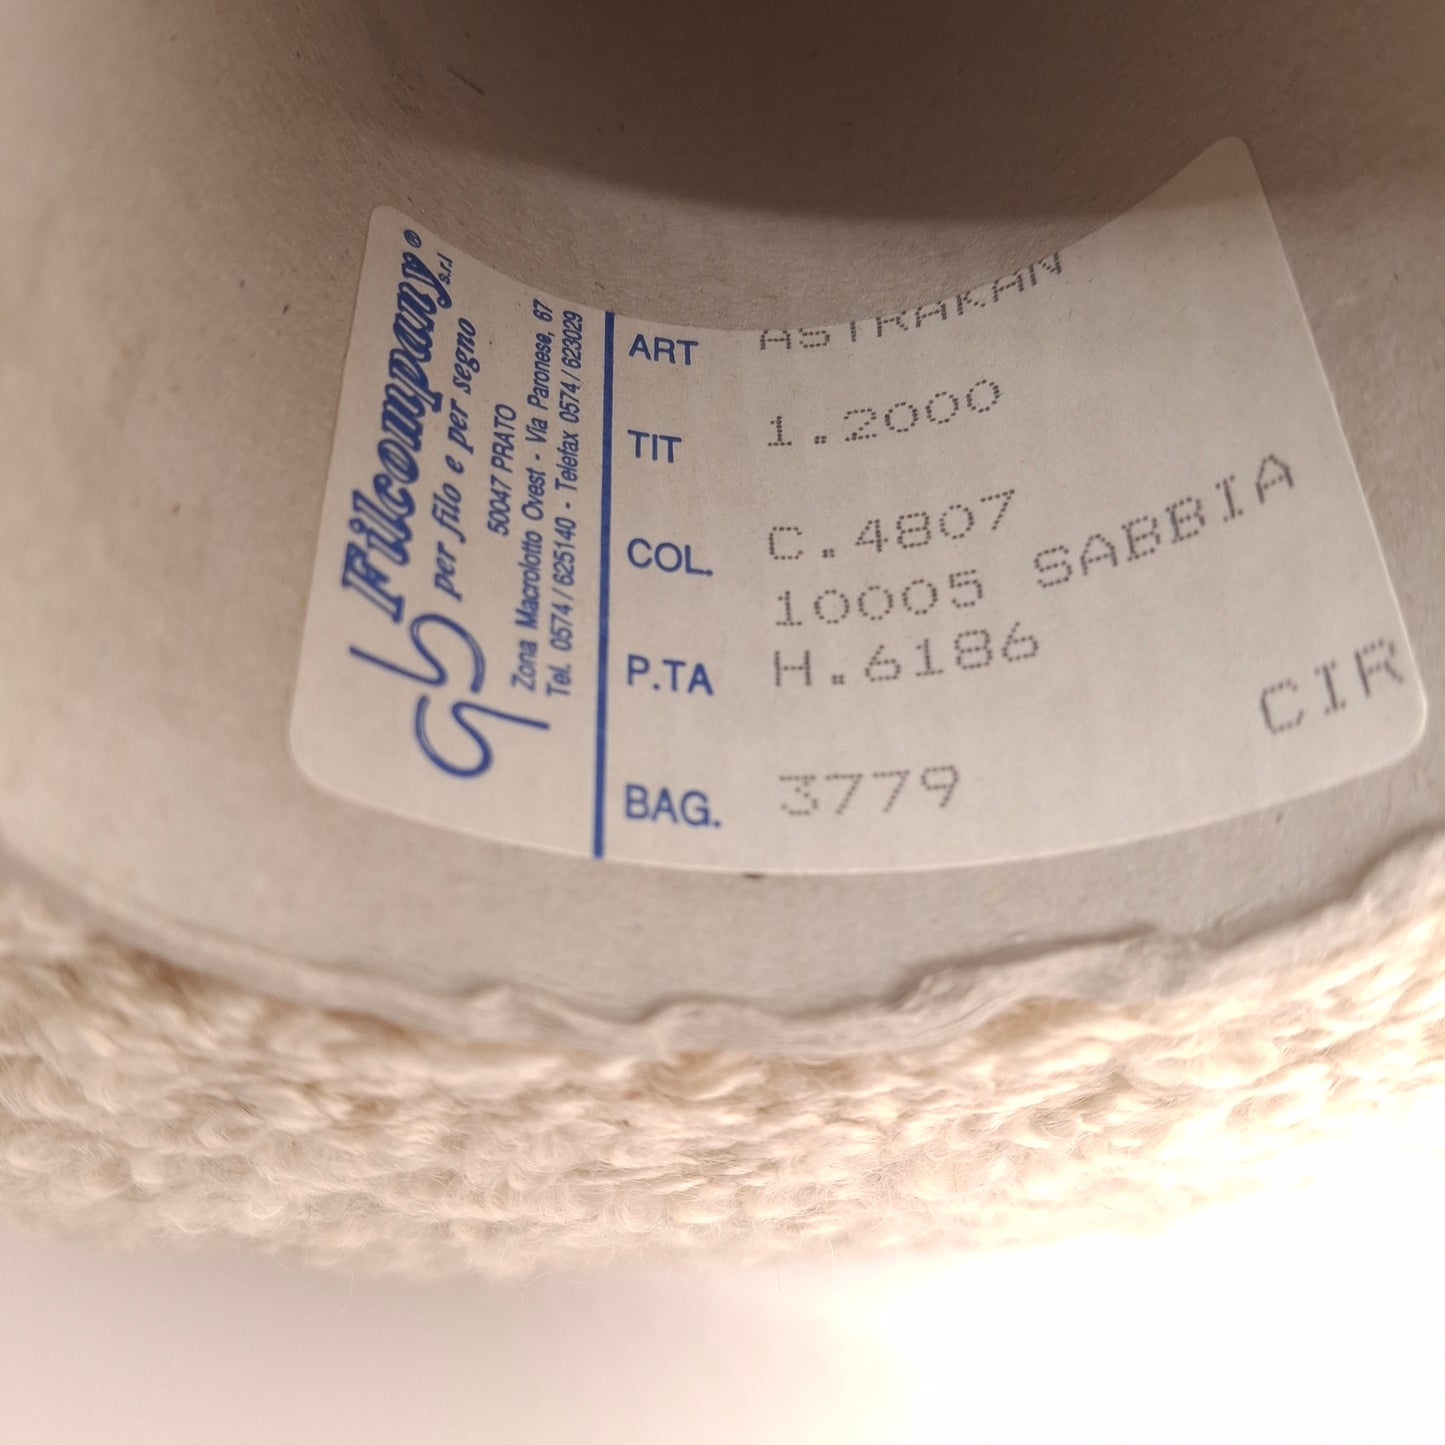 Filcompany® s.r.l
per filo e per segno
50047 PRATO
Zona Macrolotto Ovest - Via Paronese, 67
Tel. 0574 / 625140 - Telefax 0574 / 623029
ART ASTRAKAN
TIT 1.2000
COL. C.4807
10005 SABBIA
P.TA H.6186
CIR
BAG. 3779